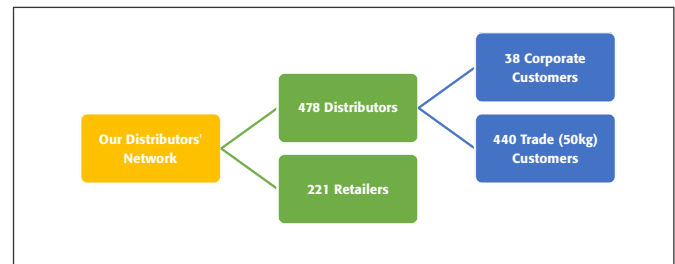 38 Corporate
Customers
478 Distributors
Our Distributors'
Network
440 Trade (50kg)
Customers
221 Retailers